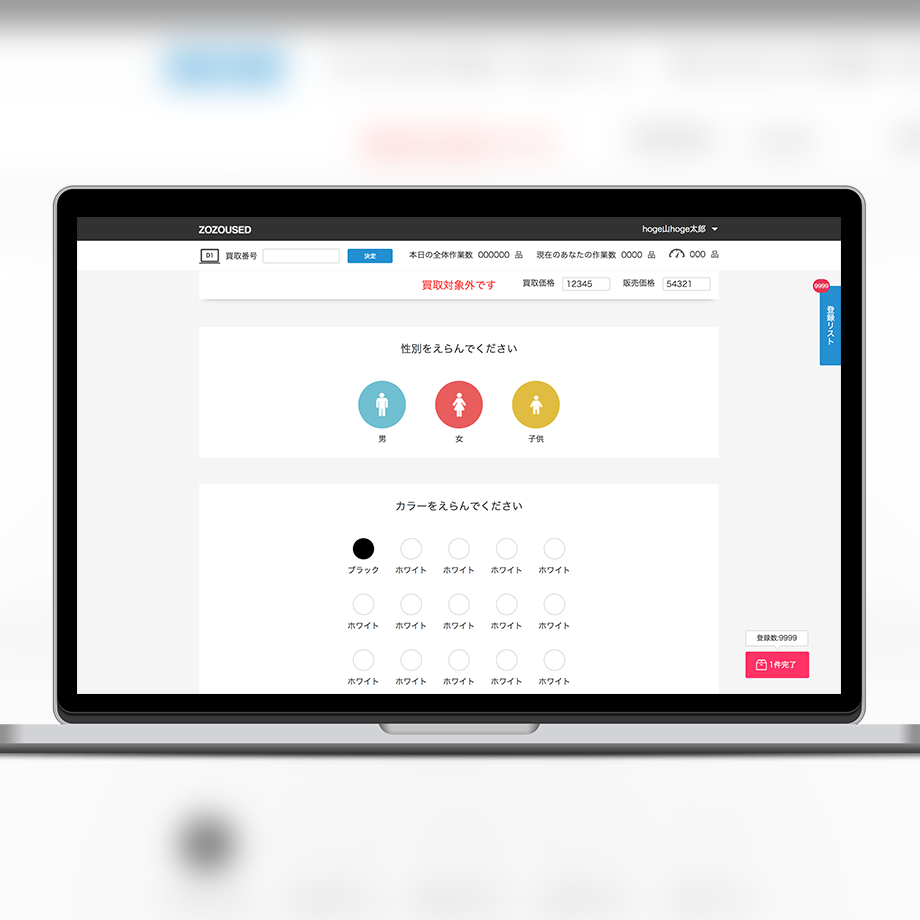 ZOZOUSED hoge山hoge太郎
D1 買取番号 決定 本日の全体作業数 000000 品 現在のあなたの作業数 0000 品 000 品
買取対象外です 買取価格 12345 販売価格 54321
9999
登録リスト
性別をえらんでください
男 女 子供
カラーをえらんでください
ブラック ホワイト ホワイト ホワイト ホワイト
ホワイト ホワイト ホワイト ホワイト ホワイト
ホワイト ホワイト ホワイト ホワイト ホワイト
登録数:9999
1件完了